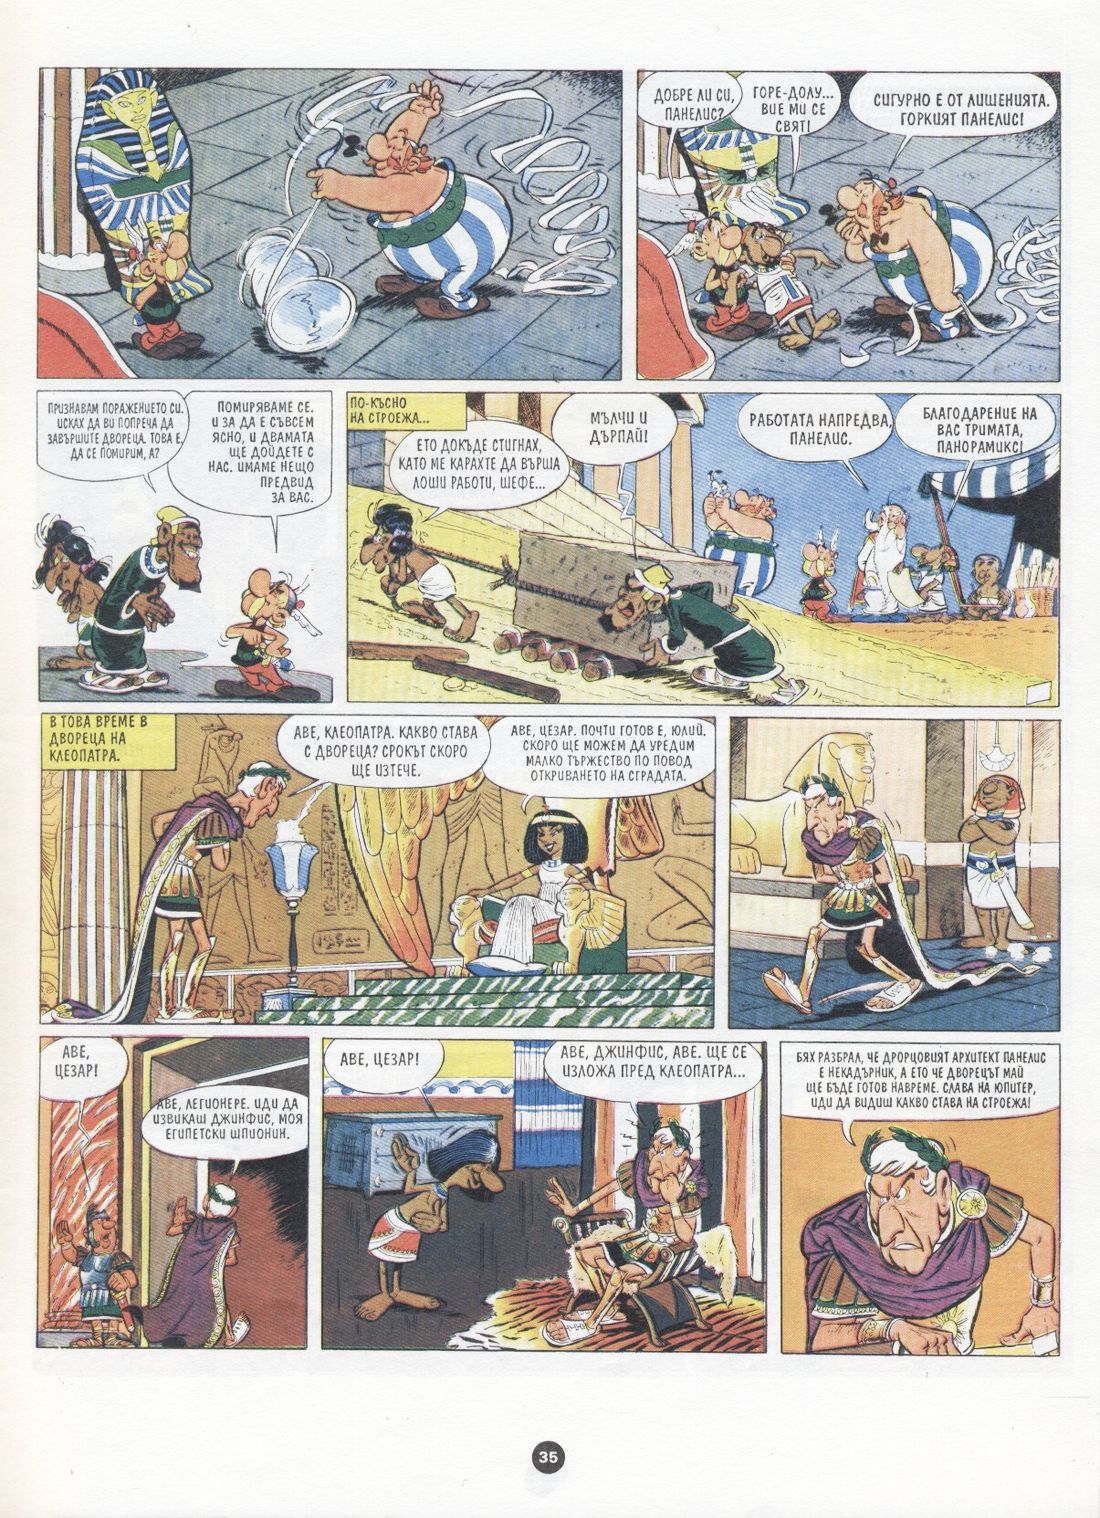 ДОБРЕ ЛИ СИ,
ПАНЕЛИС?
ГОРЕ-ДОЛУ...
ВИЕ МИ СЕ
СВЯТ!
СИГУРНО Е ОТ ЛИШЕНИЯТА.
ГОРКИЯТ ПАНЕЛИС!
ПРИЗНАВАМ ПОРАЖЕНИЕТО СИ.
ИСКАХ ДА ВИ ПОПРЕЧА ДА
ЗАВЪРШИТЕ ДВОРЕЦА. ТОВА Е,
ДА СЕ ПОМИРИМ, А?
ПОМИРЯВАМЕ СЕ.
И ЗА ДА Е СЪВСЕМ
ЯСНО, И ДВАМАТА
ЩЕ ДОЙДЕТЕ С
НАС. ИМАМЕ НЕЩО
ПРЕДВИД
ЗА ВАС.
ПО-КЪСНО
НА СТРОЕЖА...
ЕТО ДОКЪДЕ СТИГНАХ,
КАТО МЕ КАРАХТЕ ДА ВЪРША
ЛОШИ РАБОТИ, ШЕФЕ...
МЪЛЧИ И
ДЪРПАЙ!
РАБОТАТА НАПРЕДВА,
ПАНЕЛИС.
БЛАГОДАРЕНИЕ НА
ВАС ТРИМАТА,
ПАНОРАМИКС!
В ТОВА ВРЕМЕ В
ДВОРЕЦА НА
КЛЕОПАТРА.
АВЕ, КЛЕОПАТРА. КАКВО СТАВА
С ДВОРЕЦА? СРОКЪТ СКОРО
ЩЕ ИЗТЕЧЕ.
АВЕ, ЦЕЗАР. ПОЧТИ ГОТОВ Е, ЮЛИЙ.
СКОРО ЩЕ МОЖЕМ ДА УРЕДИМ
МАЛКО ТЪРЖЕСТВО ПО ПОВОД
ОТКРИВАНЕТО НА СГРАДАТА.
АВЕ,
ЦЕЗАР!
АВЕ, ЛЕГИОНЕРЕ. ИДИ ДА
ИЗВИКАШ ДЖИНФИС, МОЯ
ЕГИПЕТСКИ ШПИОНИН.
АВЕ, ЦЕЗАР!
АВЕ, ДЖИНФИС, АВЕ. ЩЕ СЕ
ИЗЛОЖА ПРЕД КЛЕОПАТРА...
БЯХ РАЗБРАЛ, ЧЕ ДРОРЦОВИЯТ АРХИТЕКТ ПАНЕЛИС
Е НЕКАДЪРНИК, А ЕТО ЧЕ ДВОРЕЦЪТ МАЙ
ЩЕ БЪДЕ ГОТОВ НАВРЕМЕ. СЛАВА НА ЮПИТЕР,
ИДИ ДА ВИДИШ КАКВО СТАВА НА СТРОЕЖА!
35